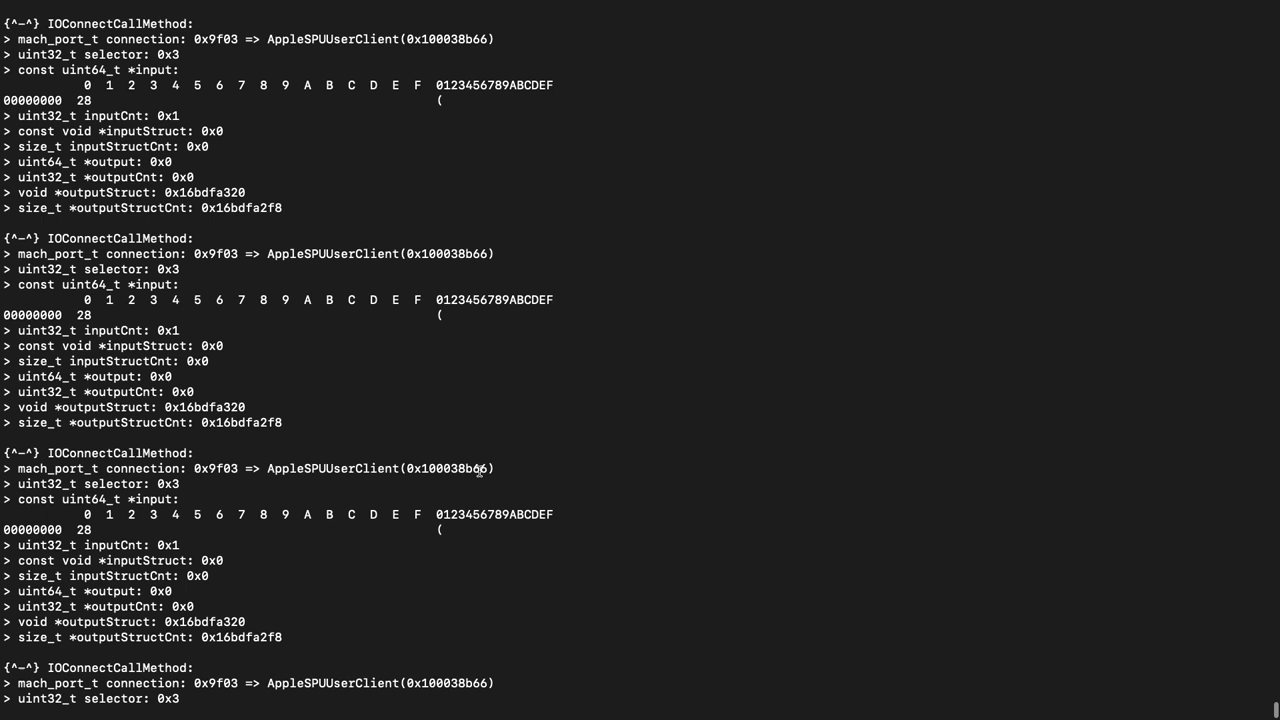 {^-^} IOConnectCallMethod:
> mach_port_t connection: 0x9f03 => AppleSPUUserClient(0x100038b66)
> uint32_t selector: 0x3
> const uint64_t *input:
0 1 2 3 4 5 6 7 8 9 A B C D E F 0123456789ABCDEF
00000000 28 (
> uint32_t inputCnt: 0x1
> const void *inputStruct: 0x0
> size_t inputStructCnt: 0x0
> uint64_t *output: 0x0
> uint32_t *outputCnt: 0x0
> void *outputStruct: 0x16bdfa320
> size_t *outputStructCnt: 0x16bdfa2f8
{^-^} IOConnectCallMethod:
> mach_port_t connection: 0x9f03 => AppleSPUUserClient(0x100038b66)
> uint32_t selector: 0x3
> const uint64_t *input:
0 1 2 3 4 5 6 7 8 9 A B C D E F 0123456789ABCDEF
00000000 28 (
> uint32_t inputCnt: 0x1
> const void *inputStruct: 0x0
> size_t inputStructCnt: 0x0
> uint64_t *output: 0x0
> uint32_t *outputCnt: 0x0
> void *outputStruct: 0x16bdfa320
> size_t *outputStructCnt: 0x16bdfa2f8
{^-^} IOConnectCallMethod:
> mach_port_t connection: 0x9f03 => AppleSPUUserClient(0x100038b66)
> uint32_t selector: 0x3
> const uint64_t *input:
0 1 2 3 4 5 6 7 8 9 A B C D E F 0123456789ABCDEF
00000000 28 (
> uint32_t inputCnt: 0x1
> const void *inputStruct: 0x0
> size_t inputStructCnt: 0x0
> uint64_t *output: 0x0
> uint32_t *outputCnt: 0x0
> void *outputStruct: 0x16bdfa320
> size_t *outputStructCnt: 0x16bdfa2f8
{^-^} IOConnectCallMethod:
> mach_port_t connection: 0x9f03 => AppleSPUUserClient(0x100038b66)
> uint32_t selector: 0x3